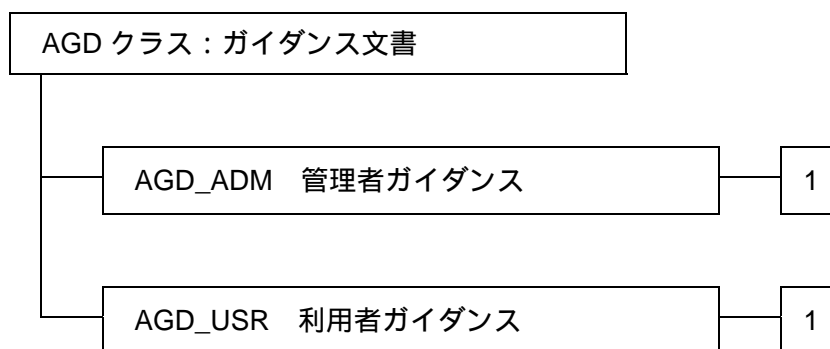 AGD クラス：ガイダンス文書
AGD_ADM　管理者ガイダンス
1
AGD_USR　利用者ガイダンス
1